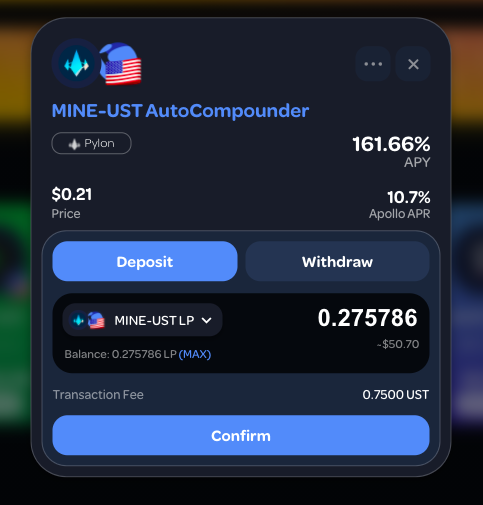 MINE-UST AutoCompounder
Pylon
161.66%
APY
$0.21
Price
10.7%
Apollo APR
Deposit
Withdraw
MINE-UST LP
0.275786
Balance: 0.275786 LP (MAX)
~$50.70
Transaction Fee
0.7500 UST
Confirm